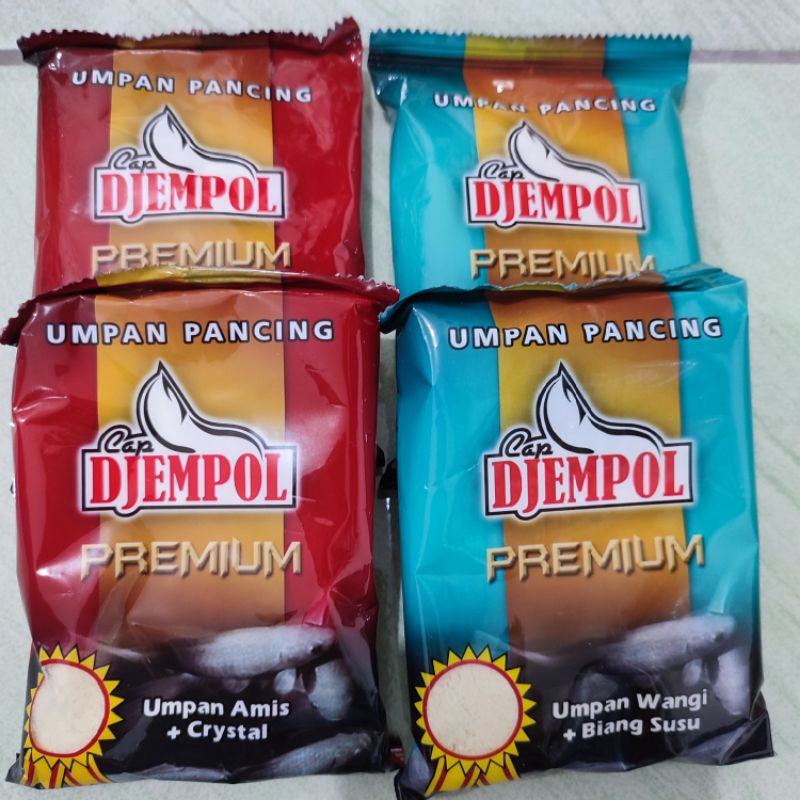 UMPAN PANCING
Cap
DJEMPOL
PREMIUM
UMPAN PANCING
Cap
DJEMPOL
PREMIUM
UMPAN PANCING
Cap
DJEMPOL
PREMIUM
Umpan Amis
+ Crystal
UMPAN PANCING
Cap
DJEMPOL
PREMIUM
Umpan Wangi
+ Biang Susu